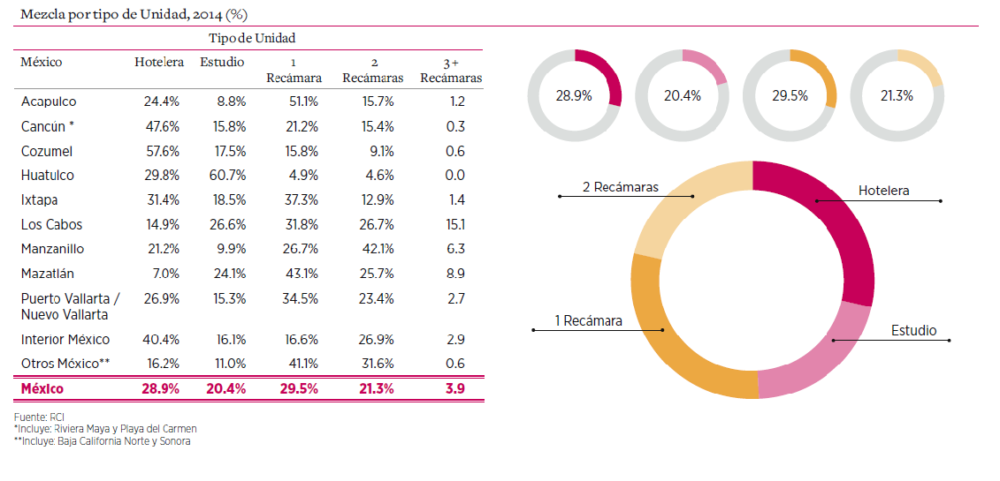 Mezcla por tipo de Unidad, 2014 (%)
Tipo de Unidad
México Hotelera Estudio 1 Recámara 2 Recámaras 3+ Recámaras
Acapulco 24.4% 8.8% 51.1% 15.7% 1.2
Cancún * 47.6% 15.8% 21.2% 15.4% 0.3
Cozumel 57.6% 17.5% 15.8% 9.1% 0.6
Huatulco 29.8% 60.7% 4.9% 4.6% 0.0
Ixtapa 31.4% 18.5% 37.3% 12.9% 1.4
Los Cabos 14.9% 26.6% 31.8% 26.7% 15.1
Manzanillo 21.2% 9.9% 26.7% 42.1% 6.3
Mazatlán 7.0% 24.1% 43.1% 25.7% 8.9
Puerto Vallarta / 26.9% 15.3% 34.5% 23.4% 2.7
Nuevo Vallarta
Interior México 40.4% 16.1% 16.6% 26.9% 2.9
Otros México** 16.2% 11.0% 41.1% 31.6% 0.6
México 28.9% 20.4% 29.5% 21.3% 3.9
Fuente: RCI
*Incluye: Riviera Maya y Playa del Carmen
**Incluye: Baja California Norte y Sonora
28.9% 20.4% 29.5% 21.3%
2 Recámaras
Hotelera
1 Recámara
Estudio